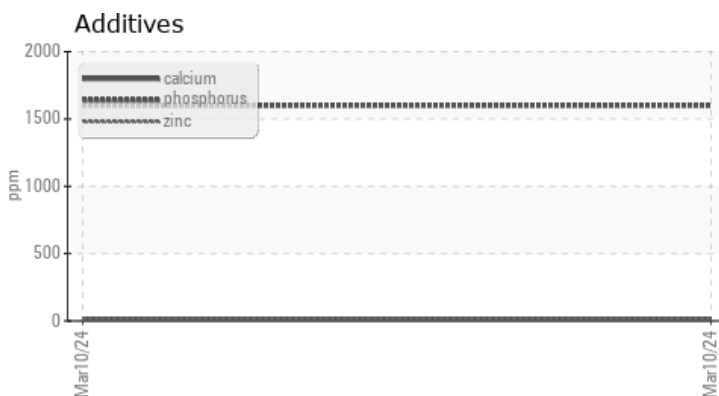 Additives
2000
calcium
phosphorus
zinc
1500
ppm
1000
500
0
Mar10/24
Mar10/24